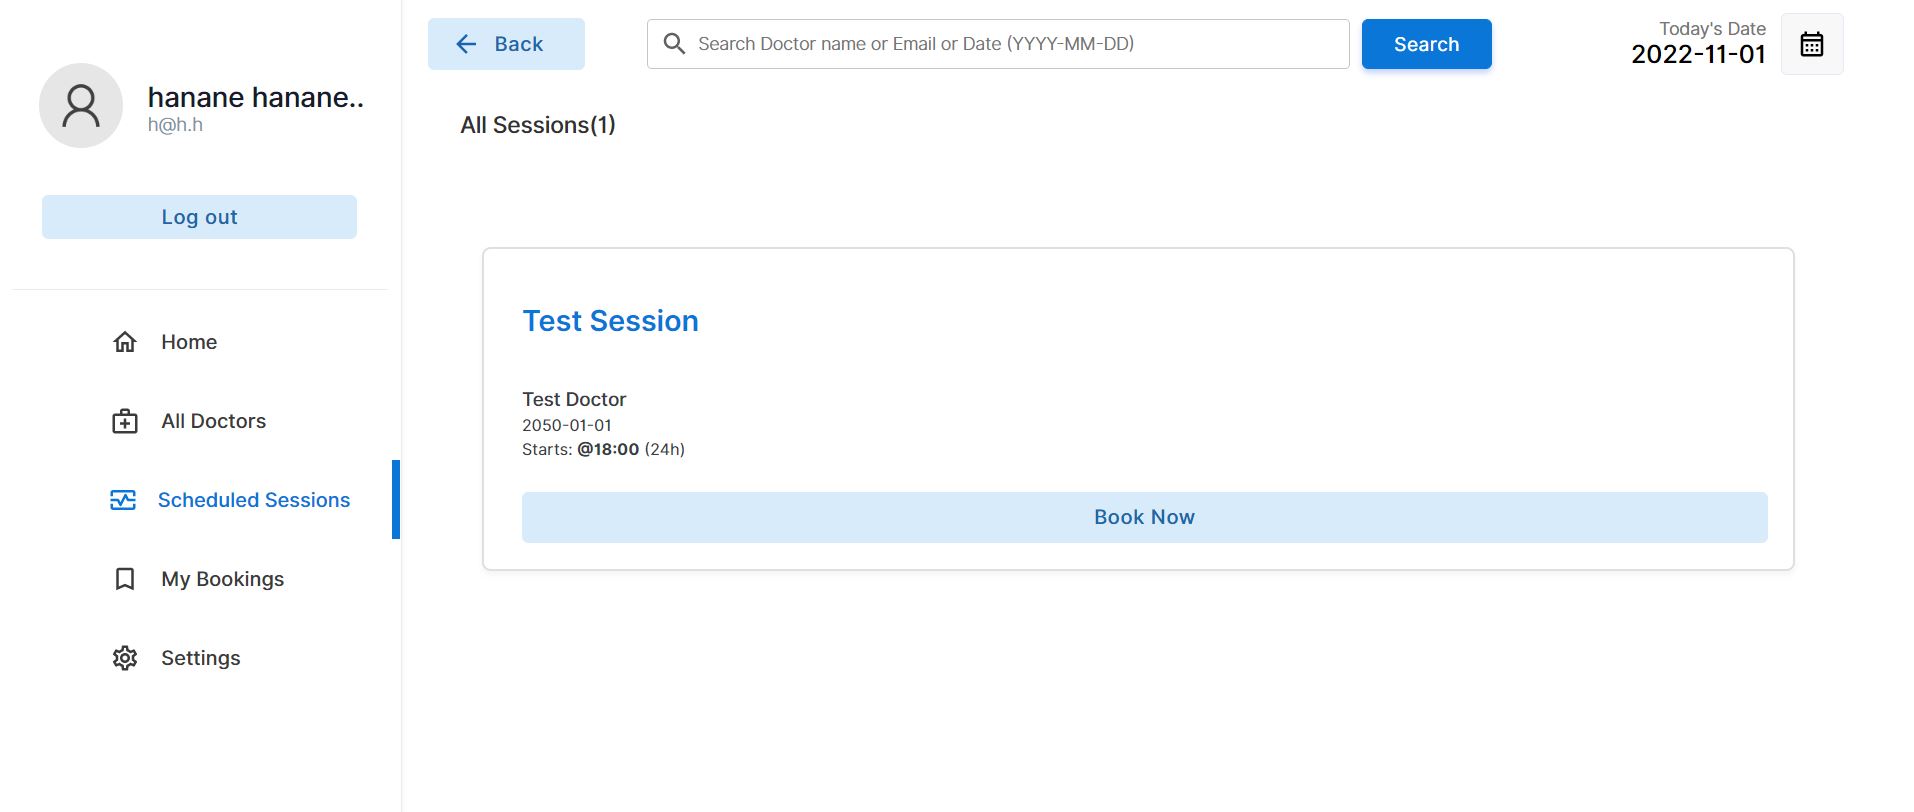 hanane hanane..
h@h.h
Log out
Home
All Doctors
Scheduled Sessions
My Bookings
Settings
Back
Search Doctor name or Email or Date (YYYY-MM-DD)
Search
Today's Date
2022-11-01
All Sessions(1)
Test Session
Test Doctor
2050-01-01
Starts: @18:00 (24h)
Book Now